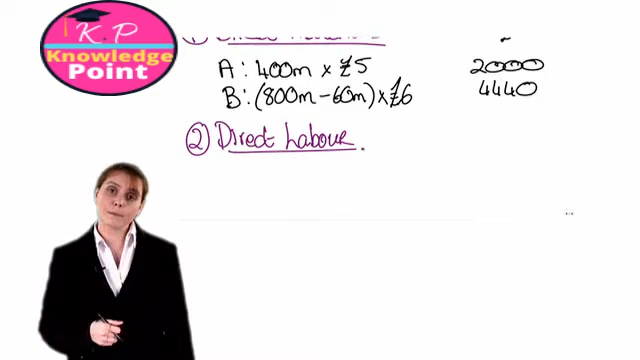 K.P
Knowledge
Point
A: 400m × £5 2000
B: (800m - 60m) × £6 4440
② Direct Labour